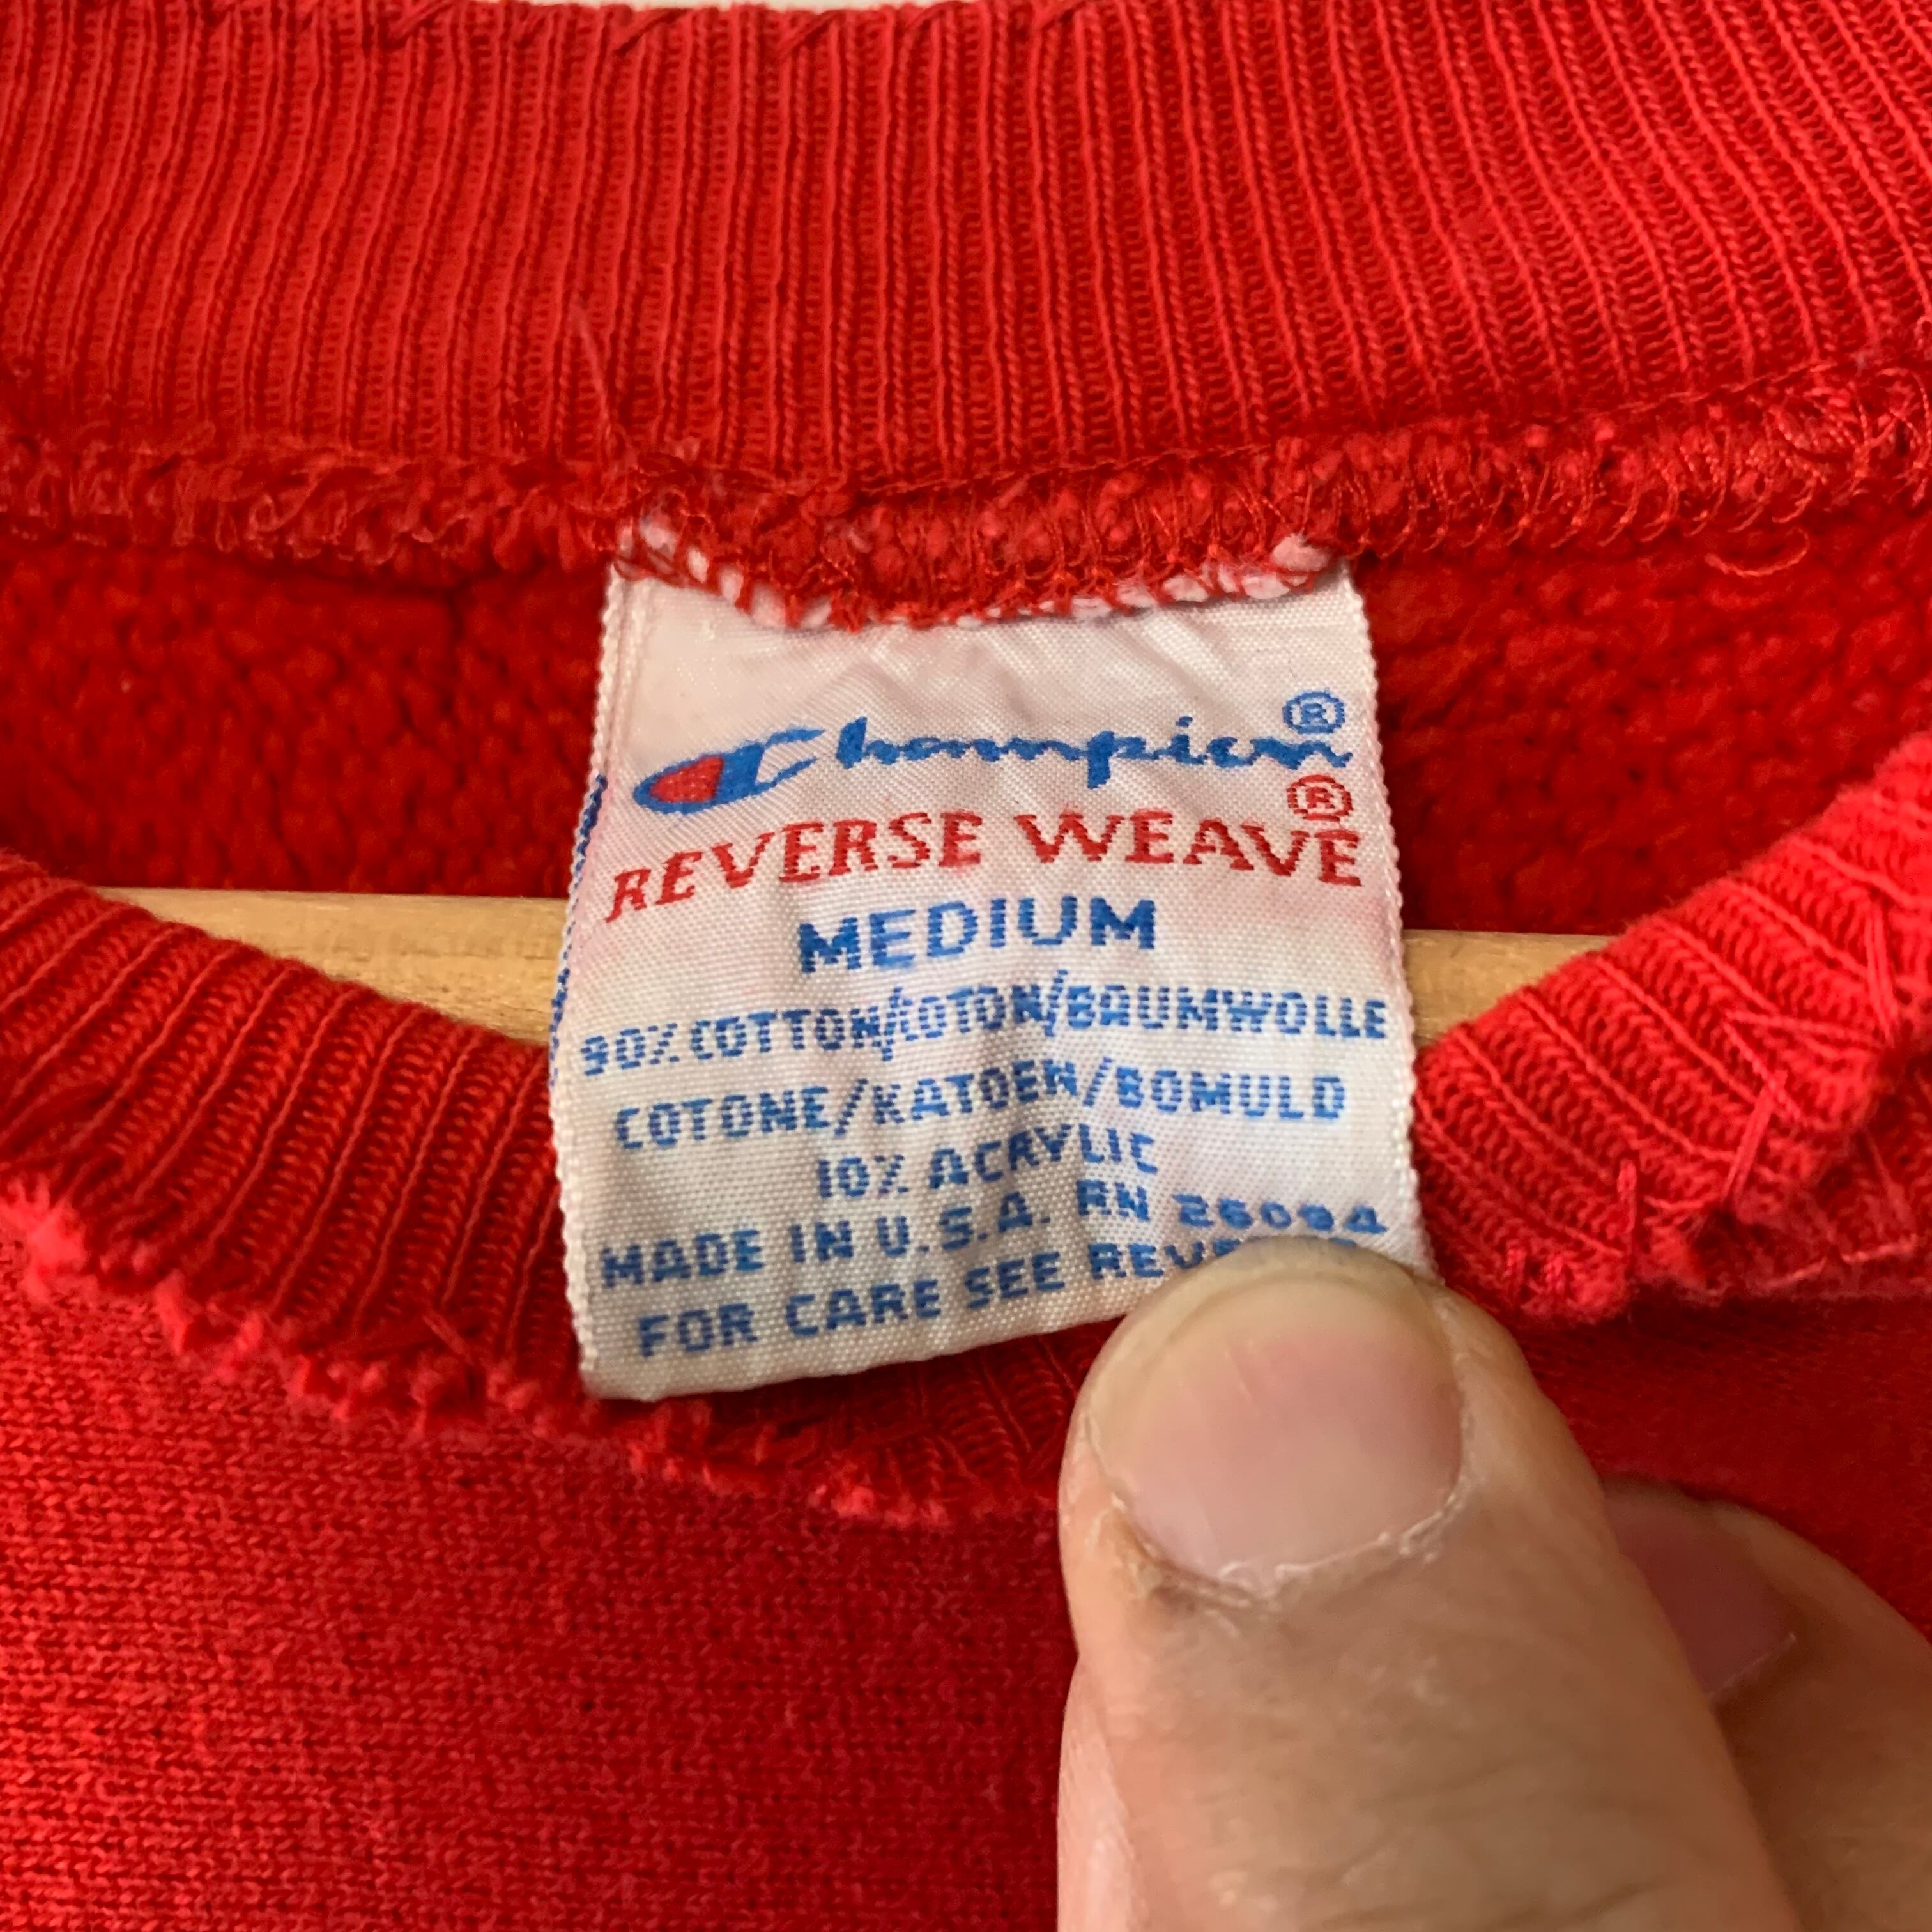 Champion®
REVERSE WEAVE®
MEDIUM
90% COTTON/COTON/BAUMWOLLE
COTONE/KATOEN/BOMULD
10% ACRYLIC
MADE IN U.S.A. RN 26094
FOR CARE SEE